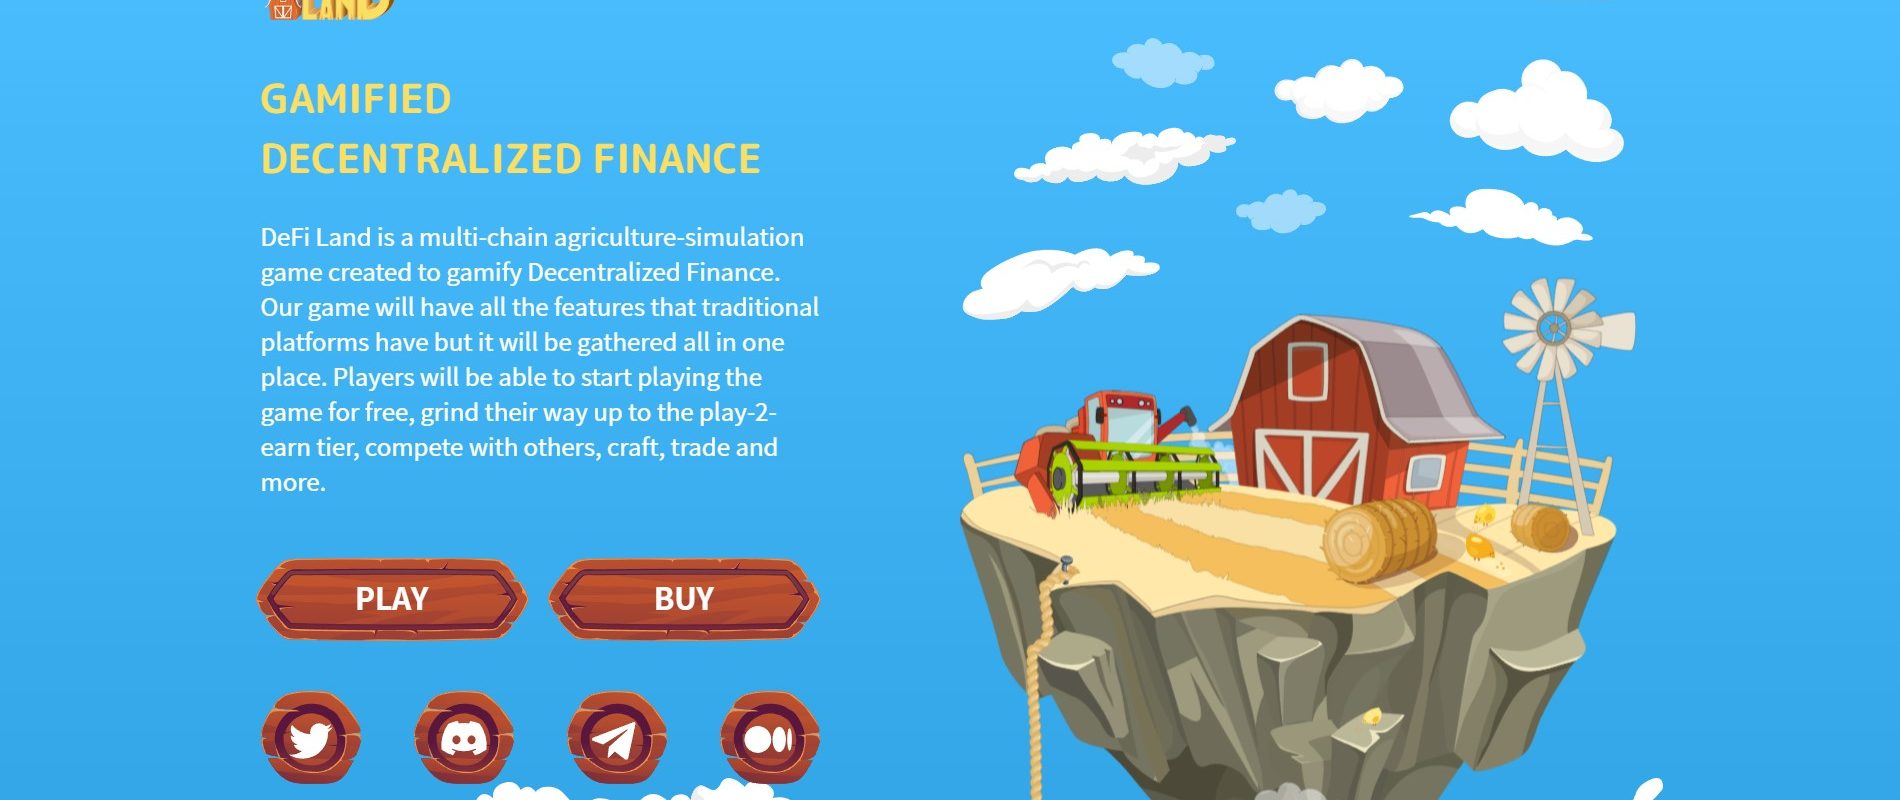 LAND
GAMIFIED
DECENTRALIZED FINANCE
DeFi Land is a multi-chain agriculture-simulation
game created to gamify Decentralized Finance.
Our game will have all the features that traditional
platforms have but it will be gathered all in one
place. Players will be able to start playing the
game for free, grind their way up to the play-2-
earn tier, compete with others, craft, trade and
more.
PLAY
BUY